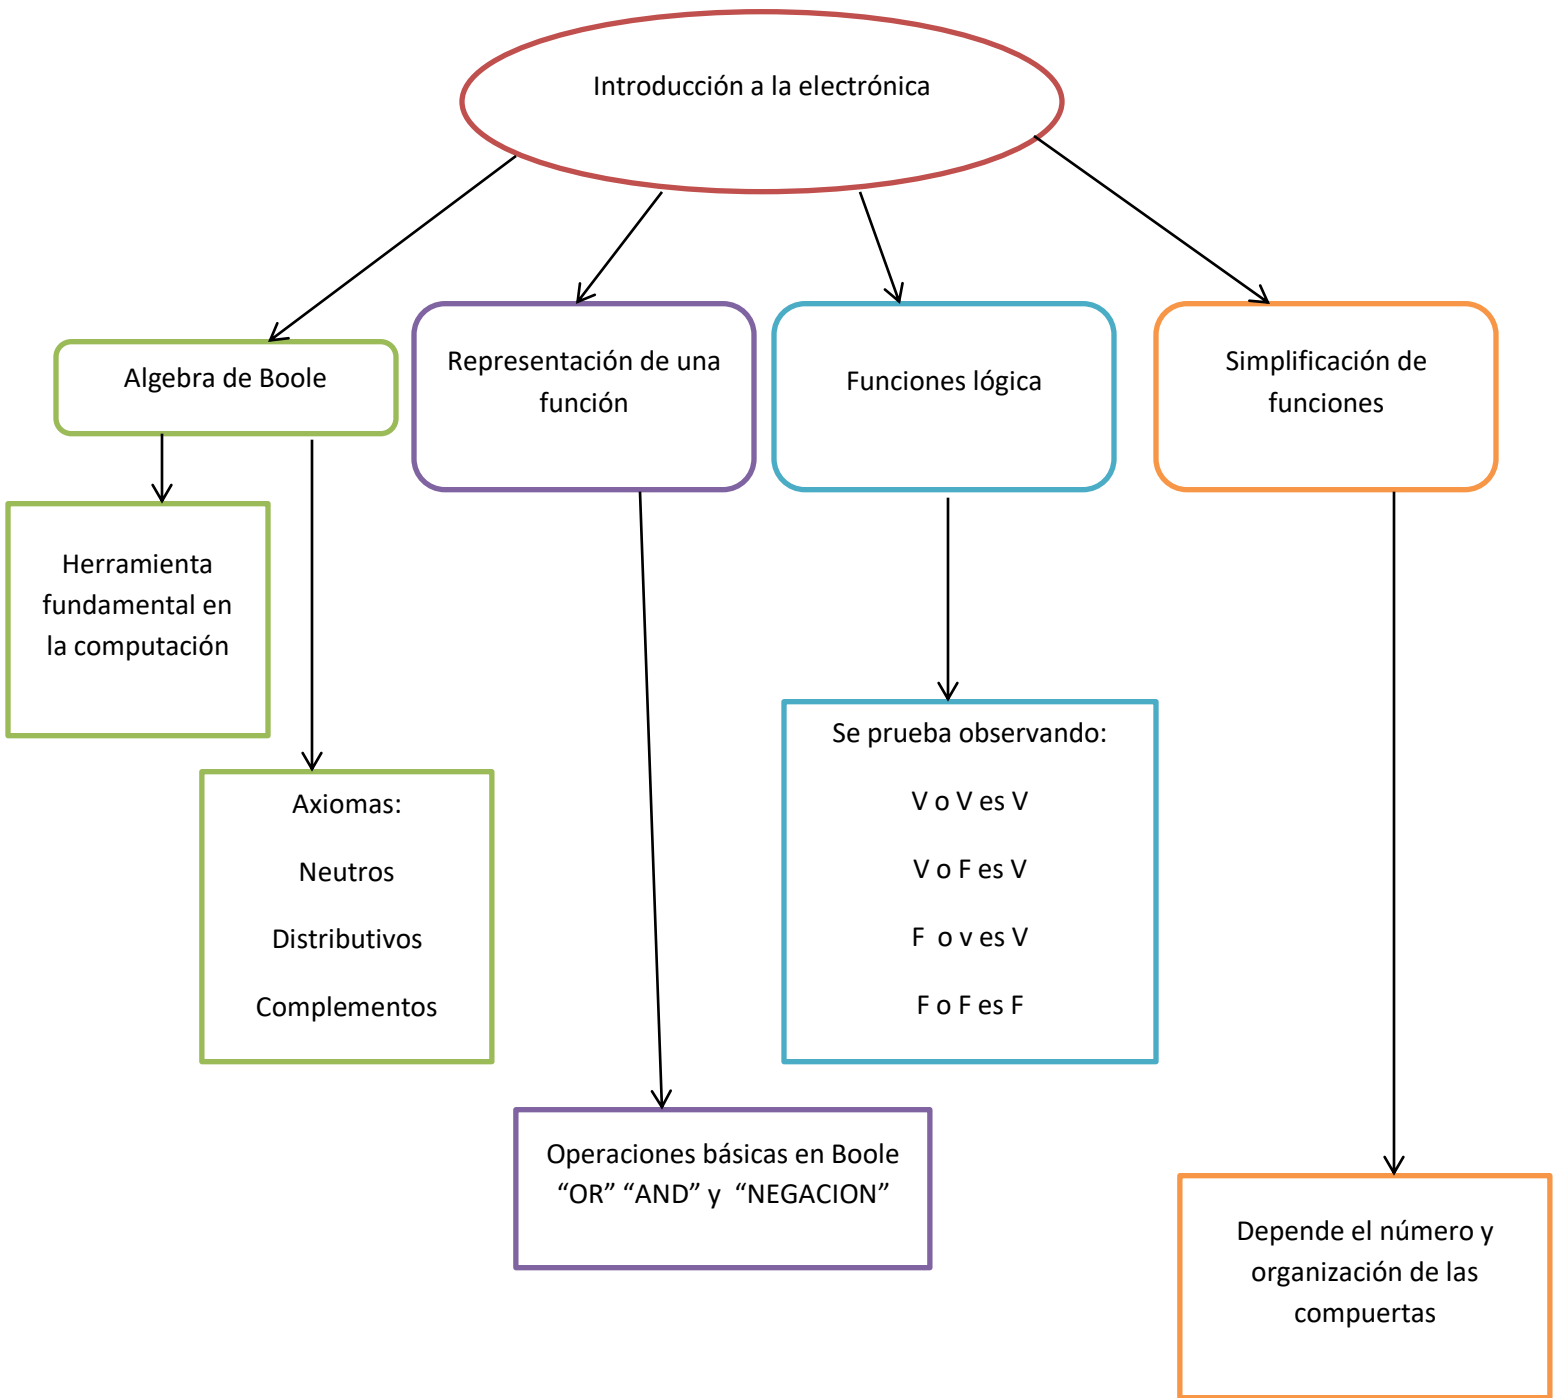 Introducción a la electrónica
Algebra de Boole
Representación de una
función
Funciones lógica
Simplificación de
funciones
Herramienta
fundamental en
la computación
Axiomas:
Neutros
Distributivos
Complementos
Se prueba observando:
V o V es V
V o F es V
F  o v es V
F o F es F
Operaciones básicas en Boole
“OR” “AND” y  “NEGACION”
Depende el número y
organización de las
compuertas